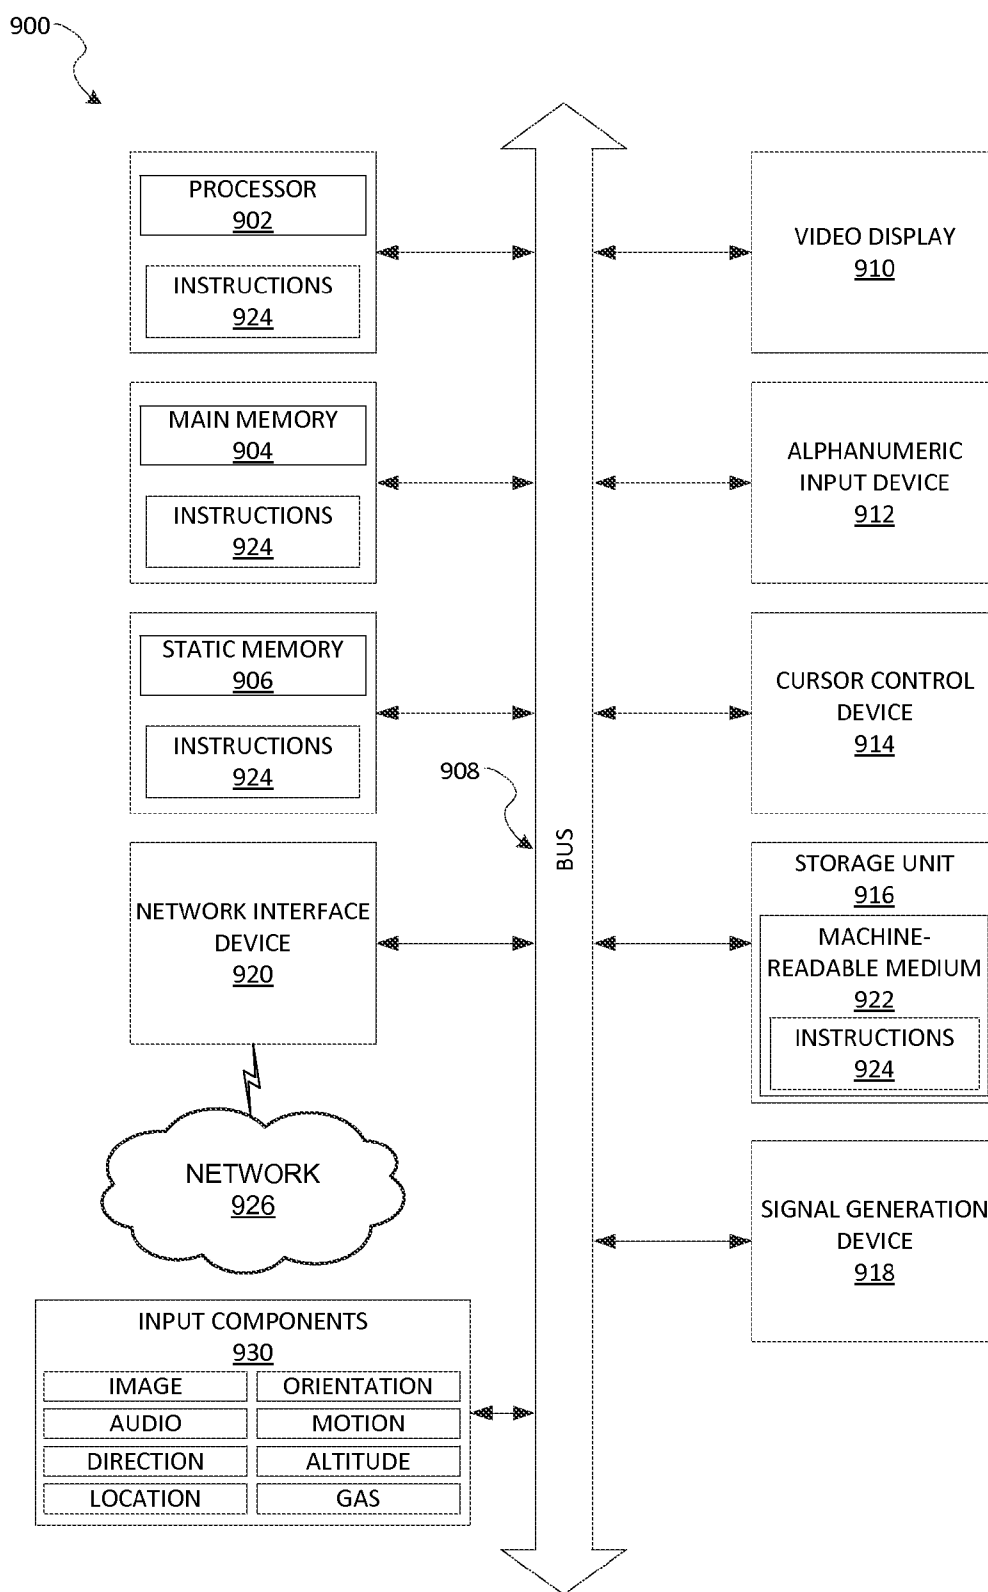 900
PROCESSOR
902
INSTRUCTIONS
924
MAIN MEMORY
904
INSTRUCTIONS
924
STATIC MEMORY
906
INSTRUCTIONS
924
908
NETWORK INTERFACE
DEVICE
920
NETWORK
926
INPUT COMPONENTS
930
IMAGE
ORIENTATION
AUDIO
MOTION
DIRECTION
ALTITUDE
LOCATION
GAS
BUS
VIDEO DISPLAY
910
ALPHANUMERIC
INPUT DEVICE
912
CURSOR CONTROL
DEVICE
914
STORAGE UNIT
916
MACHINE-
READABLE MEDIUM
922
INSTRUCTIONS
924
SIGNAL GENERATION
DEVICE
918